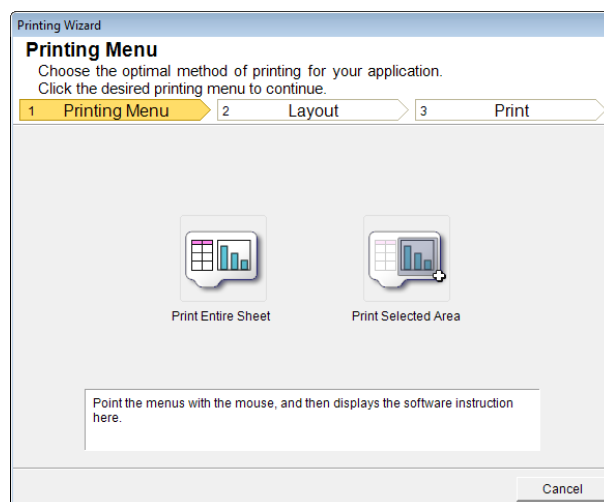 Printing Wizard
Printing Menu
Choose the optimal method of printing for your application.
Click the desired printing menu to continue.
1 Printing Menu 2 Layout 3 Print
Print Entire Sheet Print Selected Area
Point the menus with the mouse, and then displays the software instruction
here.
Cancel